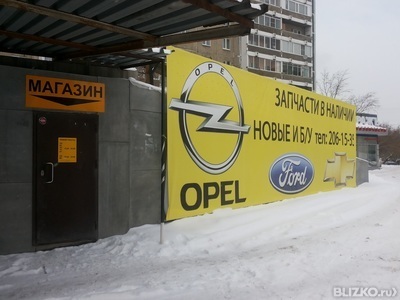 МАГАЗИН
OPEL
OPEL
ЗАПЧАСТИ В НАЛИЧИИ
НОВЫЕ И Б/У тел: 206-15-35
Ford
BLIZKO.ru